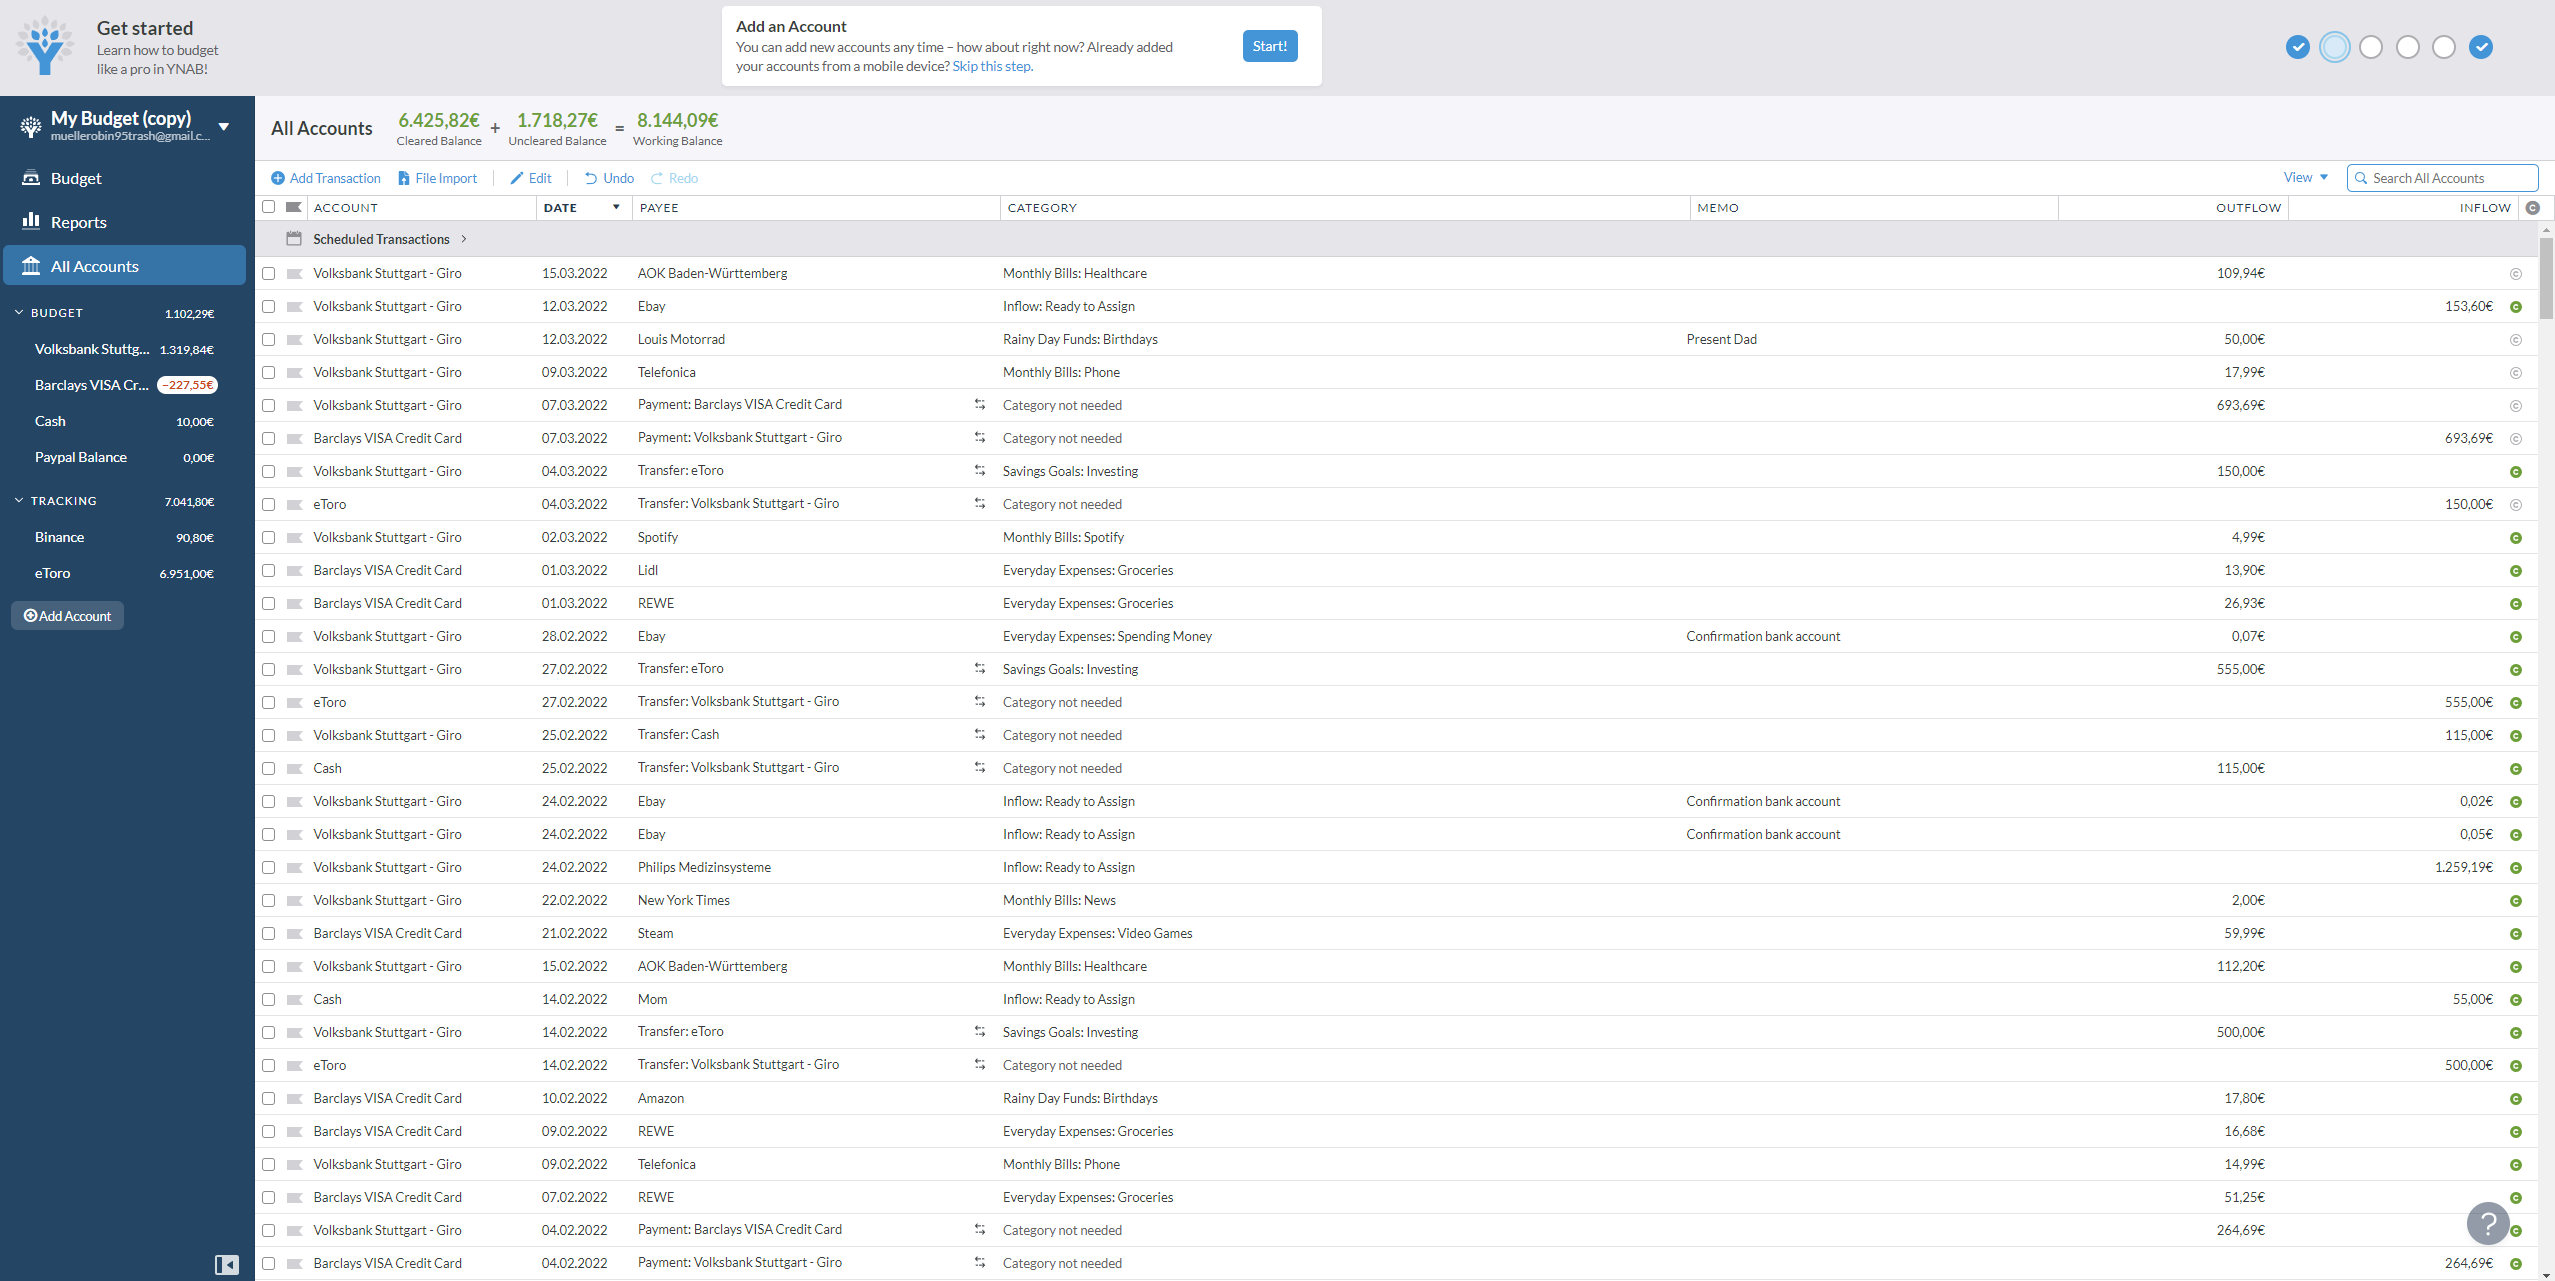 Get started
Learn how to budget
like a pro in YNAB!
Add an Account
You can add new accounts any time – how about right now? Already added
your accounts from a mobile device? Skip this step.
Start!
My Budget (copy)
muellerobin95trash@gmail.c...
Budget
Reports
All Accounts
BUDGET 1.102,29€
Volksbank Stuttg... 1.319,84€
Barclays VISA Cr... -227,55€
Cash 10,00€
Paypal Balance 0,00€
TRACKING 7.041,80€
Binance 90,80€
eToro 6.951,00€
Add Account
All Accounts 6.425,82€ + 1.718,27€ = 8.144,09€
Cleared Balance Uncleared Balance Working Balance
Add Transaction File Import Edit Undo Redo View Search All Accounts
ACCOUNT DATE PAYEE CATEGORY MEMO OUTFLOW INFLOW C
Scheduled Transactions
Volksbank Stuttgart - Giro 15.03.2022 AOK Baden-Württemberg Monthly Bills: Healthcare 109,94€ C
Volksbank Stuttgart - Giro 12.03.2022 Ebay Inflow: Ready to Assign 153,60€ C
Volksbank Stuttgart - Giro 12.03.2022 Louis Motorrad Rainy Day Funds: Birthdays Present Dad 50,00€ C
Volksbank Stuttgart - Giro 09.03.2022 Telefonica Monthly Bills: Phone 17,99€ C
Volksbank Stuttgart - Giro 07.03.2022 Payment: Barclays VISA Credit Card Category not needed 693,69€ C
Barclays VISA Credit Card 07.03.2022 Payment: Volksbank Stuttgart - Giro Category not needed 693,69€ C
Volksbank Stuttgart - Giro 04.03.2022 Transfer: eToro Savings Goals: Investing 150,00€ C
eToro 04.03.2022 Transfer: Volksbank Stuttgart - Giro Category not needed 150,00€ C
Volksbank Stuttgart - Giro 02.03.2022 Spotify Monthly Bills: Spotify 4,99€ C
Barclays VISA Credit Card 01.03.2022 Lidl Everyday Expenses: Groceries 13,90€ C
Barclays VISA Credit Card 01.03.2022 REWE Everyday Expenses: Groceries 26,93€ C
Volksbank Stuttgart - Giro 28.02.2022 Ebay Everyday Expenses: Spending Money Confirmation bank account 0,07€ C
Volksbank Stuttgart - Giro 27.02.2022 Transfer: eToro Savings Goals: Investing 555,00€ C
eToro 27.02.2022 Transfer: Volksbank Stuttgart - Giro Category not needed 555,00€ C
Volksbank Stuttgart - Giro 25.02.2022 Transfer: Cash Category not needed 115,00€ C
Cash 25.02.2022 Transfer: Volksbank Stuttgart - Giro Category not needed 115,00€ C
Volksbank Stuttgart - Giro 24.02.2022 Ebay Inflow: Ready to Assign Confirmation bank account 0,02€ C
Volksbank Stuttgart - Giro 24.02.2022 Ebay Inflow: Ready to Assign Confirmation bank account 0,05€ C
Volksbank Stuttgart - Giro 24.02.2022 Philips Medizinsysteme Inflow: Ready to Assign 1.259,19€ C
Volksbank Stuttgart - Giro 22.02.2022 New York Times Monthly Bills: News 2,00€ C
Barclays VISA Credit Card 21.02.2022 Steam Everyday Expenses: Video Games 59,99€ C
Volksbank Stuttgart - Giro 15.02.2022 AOK Baden-Württemberg Monthly Bills: Healthcare 112,20€ C
Cash 14.02.2022 Mom Inflow: Ready to Assign 55,00€ C
Volksbank Stuttgart - Giro 14.02.2022 Transfer: eToro Savings Goals: Investing 500,00€ C
eToro 14.02.2022 Transfer: Volksbank Stuttgart - Giro Category not needed 500,00€ C
Barclays VISA Credit Card 10.02.2022 Amazon Rainy Day Funds: Birthdays 17,80€ C
Barclays VISA Credit Card 09.02.2022 REWE Everyday Expenses: Groceries 16,68€ C
Volksbank Stuttgart - Giro 09.02.2022 Telefonica Monthly Bills: Phone 14,99€ C
Barclays VISA Credit Card 07.02.2022 REWE Everyday Expenses: Groceries 51,25€ C
Volksbank Stuttgart - Giro 04.02.2022 Payment: Barclays VISA Credit Card Category not needed 264,69€ ? C
Barclays VISA Credit Card 04.02.2022 Payment: Volksbank Stuttgart - Giro Category not needed 264,69€ C